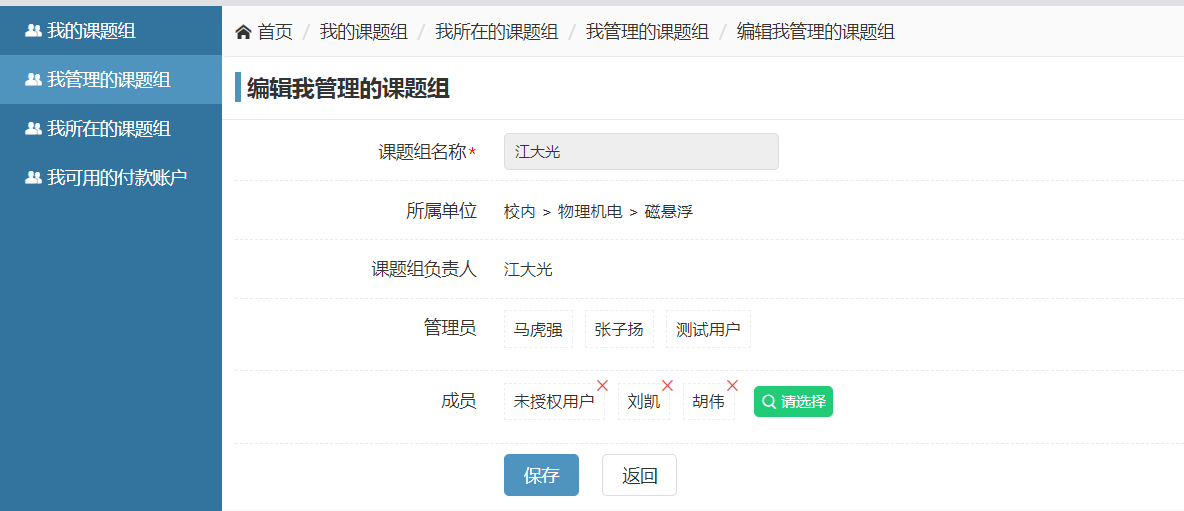 我的课题组
我管理的课题组
我所在的课题组
我可用的付款账户
首页 / 我的课题组 / 我所在的课题组 / 我管理的课题组 / 编辑我管理的课题组
编辑我管理的课题组
课题组名称* 江大光
所属单位 校内 > 物理机电 > 磁悬浮
课题组负责人 江大光
管理员 马虎强 张子扬 测试用户
成员 未授权用户 刘凯 胡伟 请选择
保存 返回